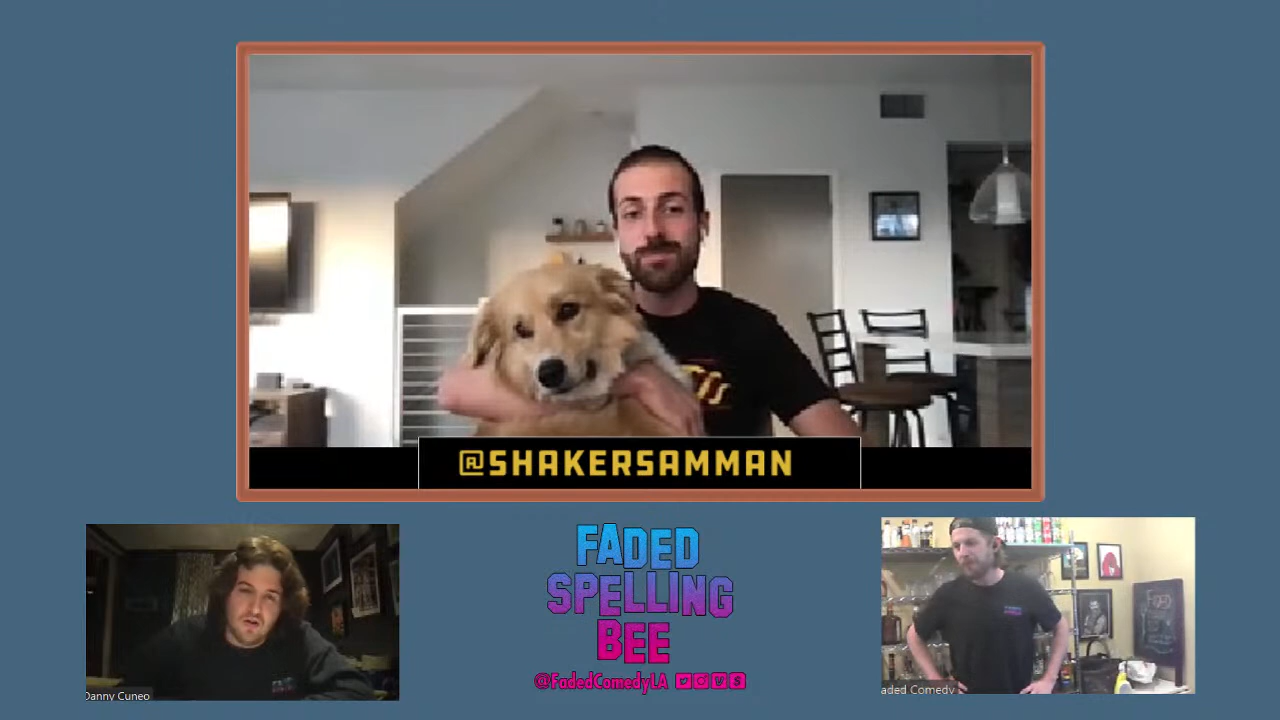 @SHAKERSAMMAN
FADED
SPELLING
BEE
@FadedComedyLA
Danny Cuneo
aded Comedy